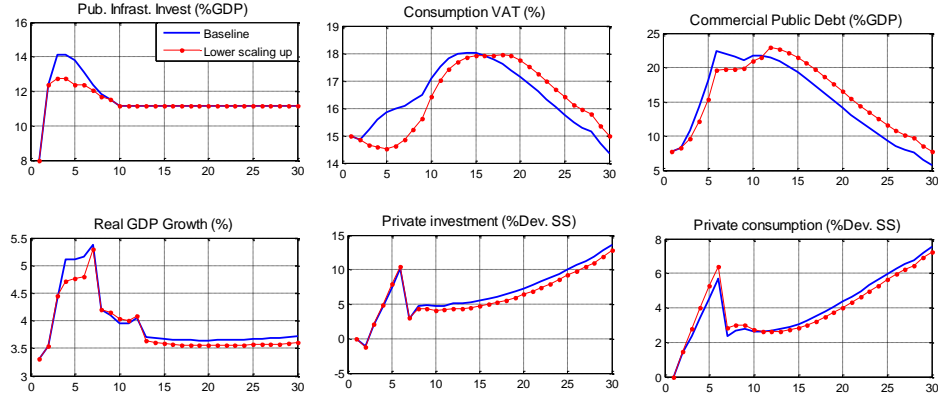 Pub. Infrast. Invest (%GDP)
16
14
12
10
8
0 5 10 15 20 25 30
Baseline
Lower scaling up
Consumption VAT (%)
19
18
17
16
15
14
0 5 10 15 20 25 30
Commercial Public Debt (%GDP)
25
20
15
10
5
0 5 10 15 20 25 30
Real GDP Growth (%)
5.5
5
4.5
4
3.5
3
0 5 10 15 20 25 30
Private investment (%Dev. SS)
15
10
5
0
-5
0 5 10 15 20 25 30
Private consumption (%Dev. SS)
8
6
4
2
0
0 5 10 15 20 25 30